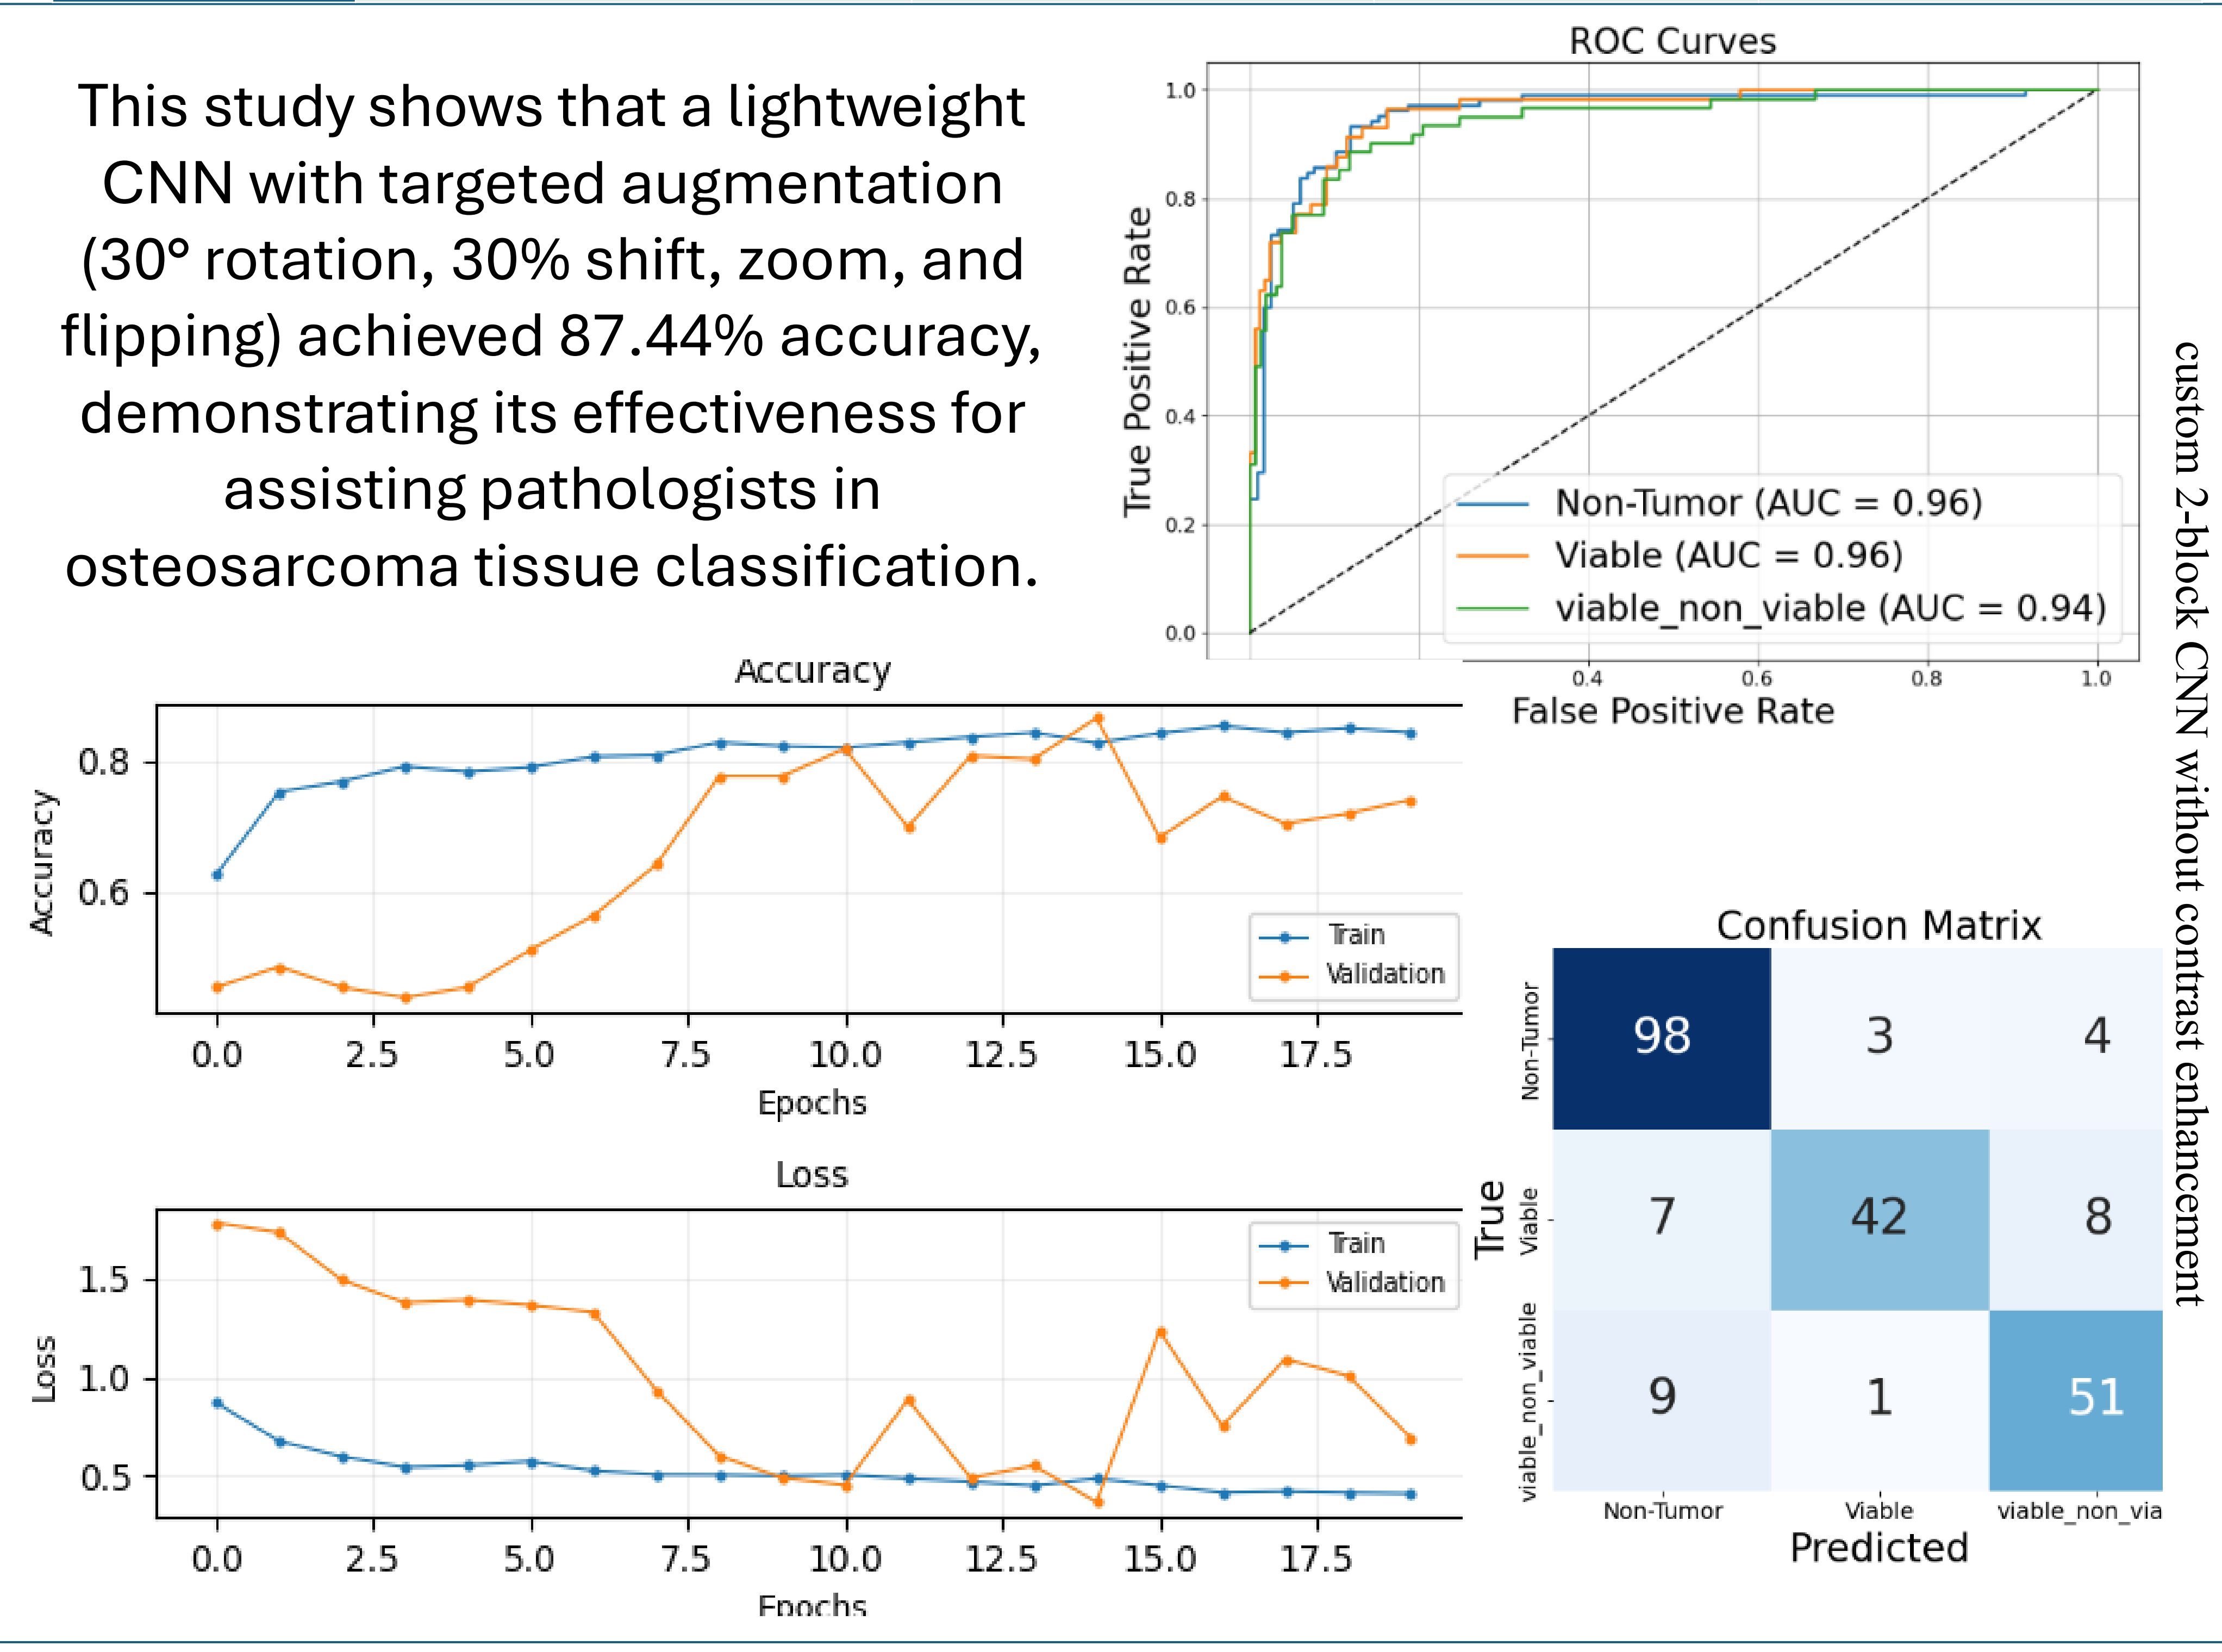 This study shows that a lightweight
CNN with targeted augmentation
(30° rotation, 30% shift, zoom, and
flipping) achieved 87.44% accuracy,
demonstrating its effectiveness for
assisting pathologists in
osteosarcoma tissue classification.
ROC Curves
True Positive Rate
1.0
0.8
0.6
0.4
0.2
0.0
Non-Tumor (AUC = 0.96)
Viable (AUC = 0.96)
viable_non_viable (AUC = 0.94)
0.4 0.6 0.8 1.0
False Positive Rate
custom 2-block CNN without contrast enhancement
Accuracy
Accuracy
0.8
0.6
Train
Validation
0.0 2.5 5.0 7.5 10.0 12.5 15.0 17.5
Epochs
Loss
Loss
1.5
1.0
0.5
Train
Validation
0.0 2.5 5.0 7.5 10.0 12.5 15.0 17.5
Epochs
Confusion Matrix
True
Non-Tumor
98 3 4
Viable
7 42 8
viable_non_viable
9 1 51
Non-Tumor Viable viable_non_via
Predicted